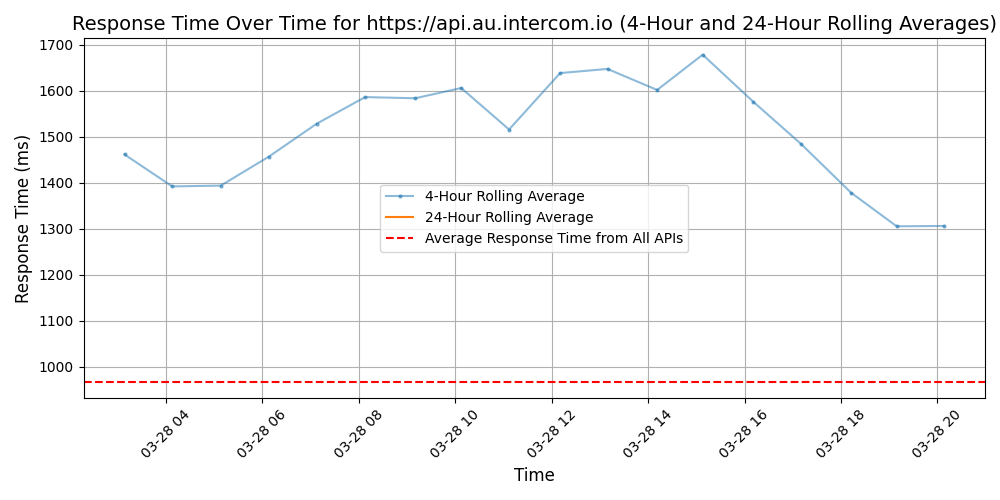 Response Time Over Time for https://api.au.intercom.io (4-Hour and 24-Hour Rolling Averages)
Response Time (ms)
1700
1600
1500
1400
1300
1200
1100
1000
4-Hour Rolling Average
24-Hour Rolling Average
Average Response Time from All APIs
03-28 04
03-28 06
03-28 08
03-28 10
03-28 12
03-28 14
03-28 16
03-28 18
03-28 20
Time